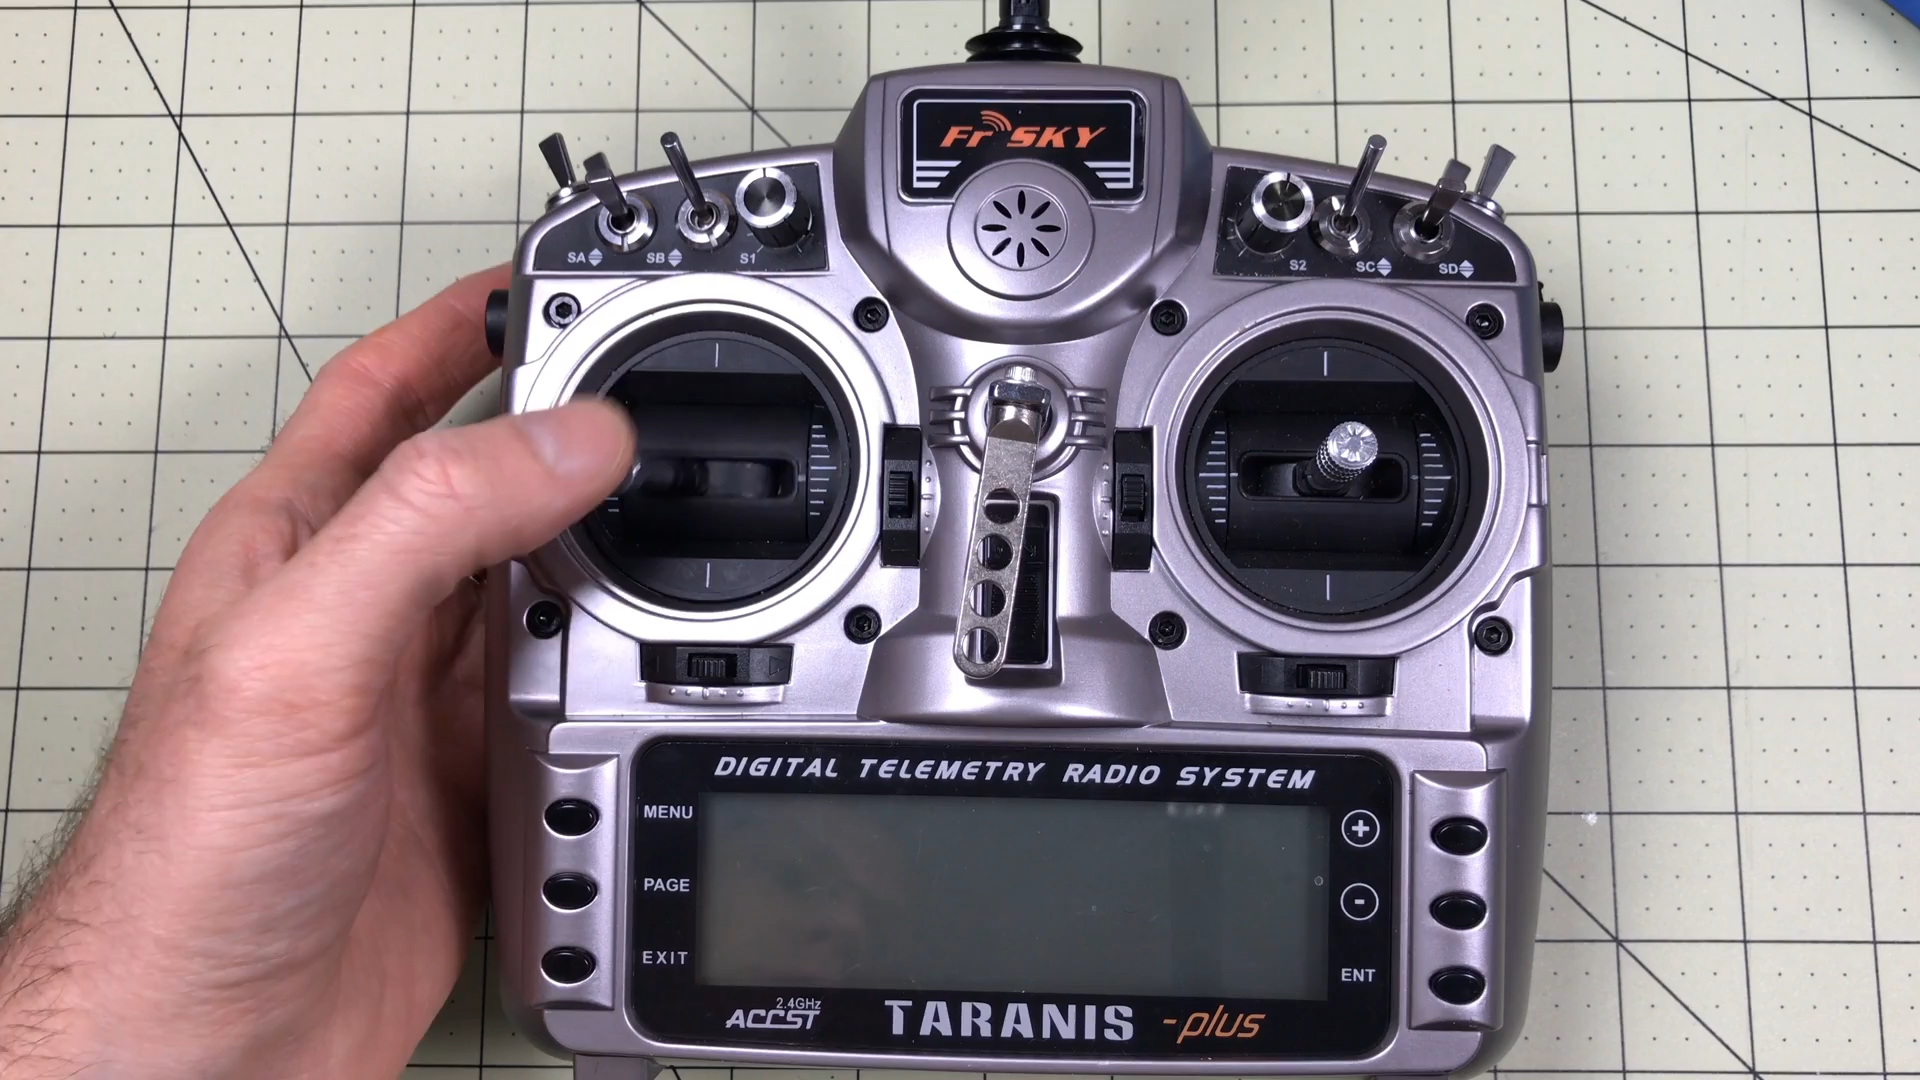 FrSKY
SA
SB
S1
S2
SC
SD
DIGITAL TELEMETRY RADIO SYSTEM
MENU
PAGE
EXIT
+
-
ENT
2.4GHz
ACCST
TARANIS -plus